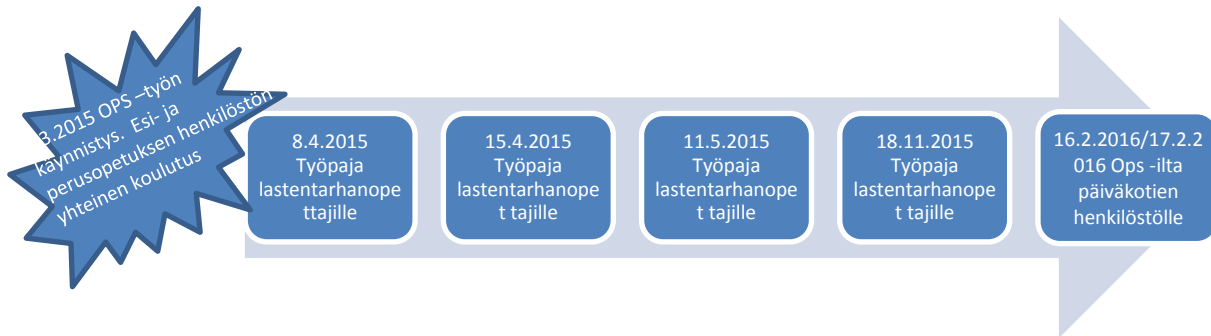 3.2015 OPS –työn
käynnistys. Esi- ja
perusopetuksen henkilöstön
yhteinen koulutus
8.4.2015
Työpaja
lastentarhanope
ttajille
15.4.2015
Työpaja
lastentarhanope
t tajille
11.5.2015
Työpaja
lastentarhanope
t tajille
18.11.2015
Työpaja
lastentarhanope
t tajille
16.2.2016/17.2.2
016 Ops -ilta
päiväkotien
henkilöstölle